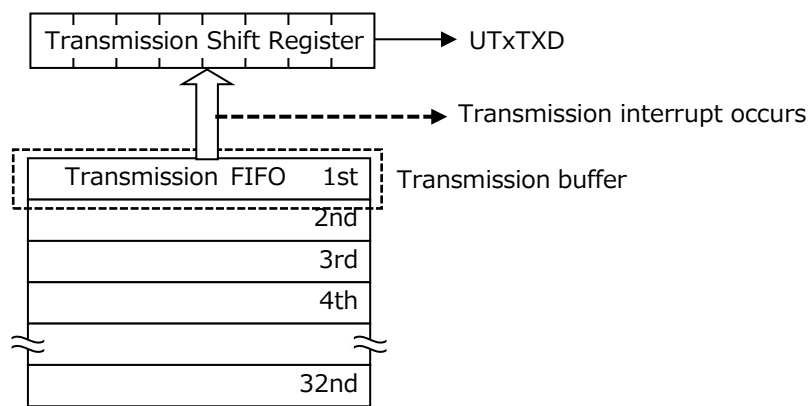 Transmission Shift Register
UTxTXD
Transmission interrupt occurs
Transmission FIFO 1st
Transmission buffer
2nd
3rd
4th
32nd